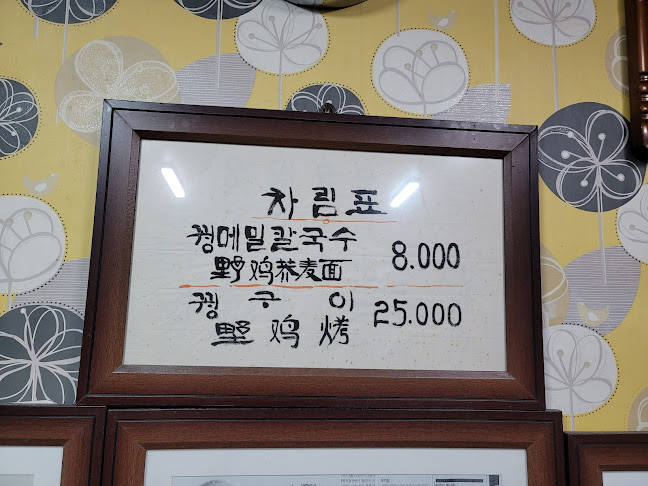 차림표
꿩메밀칼국수 8.000
野鸡荞麦面
꿩구이 25.000
野鸡烤